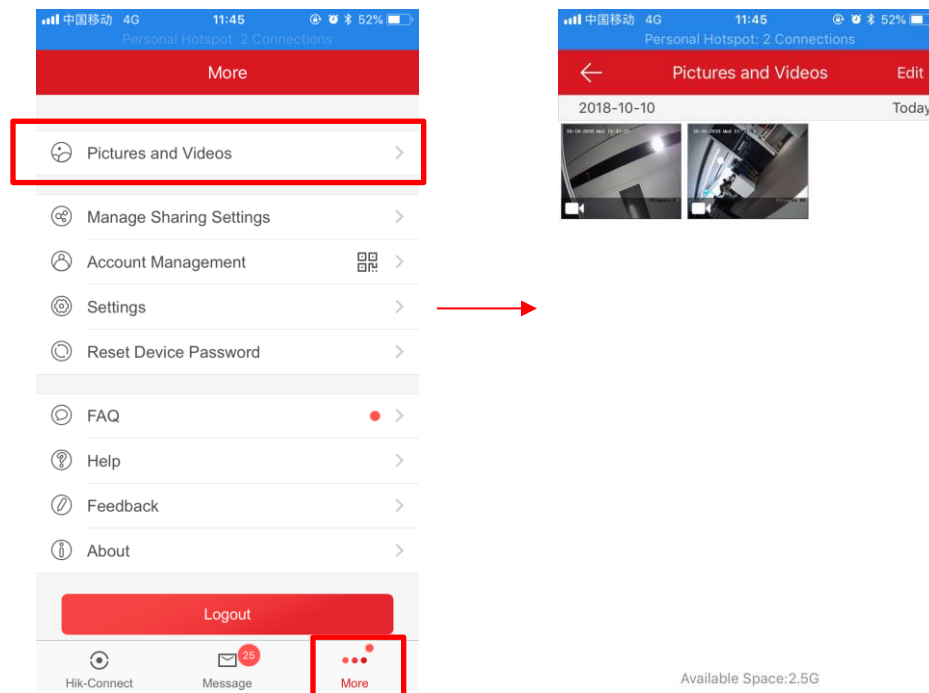 中国移动 4G 11:45 52%
Personal Hotspot: 2 Connections
More
Pictures and Videos
Manage Sharing Settings
Account Management
Settings
Reset Device Password
FAQ
Help
Feedback
About
Logout
25
Hik-Connect Message More
中国移动 4G 11:45 52%
Personal Hotspot: 2 Connections
Pictures and Videos Edit
2018-10-10 Today
Available Space:2.5G